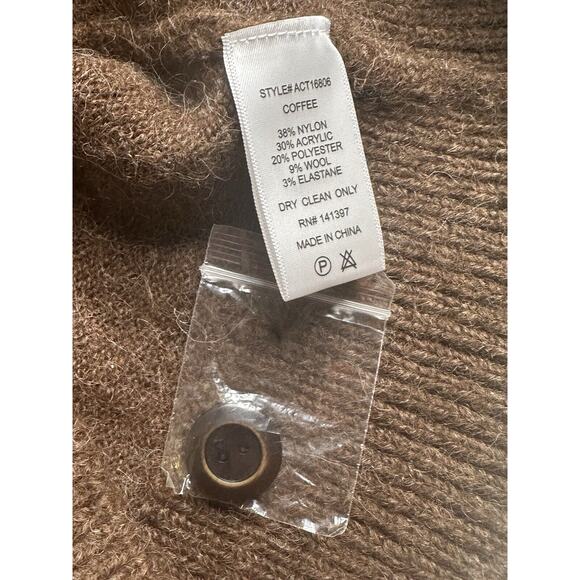 STYLE# ACT16806
COFFEE
38% NYLON
30% ACRYLIC
20% POLYESTER
9% WOOL
3% ELASTANE
DRY CLEAN ONLY
RN# 141397
MADE IN CHINA
P